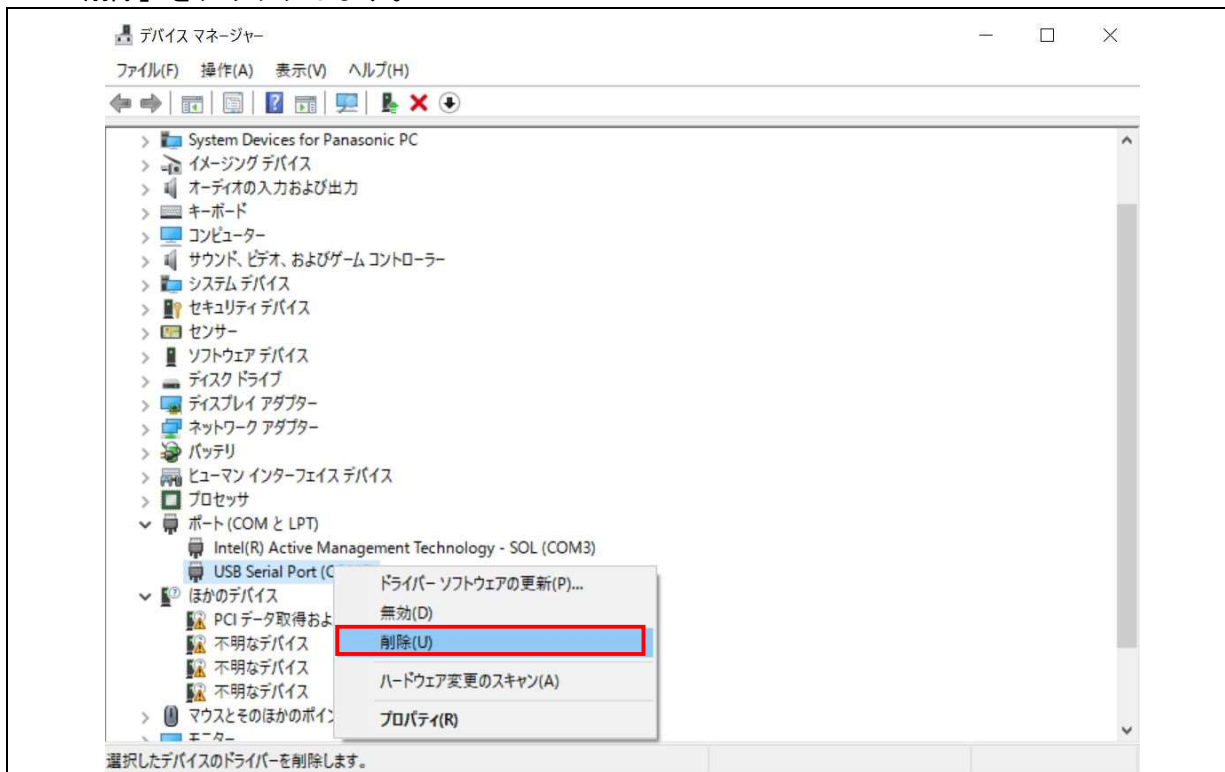 デバイス マネージャー
ファイル(F) 操作(A) 表示(V) ヘルプ(H)
System Devices for Panasonic PC
イメージング デバイス
オーディオの入力および出力
キーボード
コンピューター
サウンド、ビデオ、およびゲーム コントローラー
システム デバイス
セキュリティ デバイス
センサー
ソフトウェア デバイス
ディスク ドライブ
ディスプレイ アダプター
ネットワーク アダプター
バッテリ
ヒューマン インターフェイス デバイス
プロセッサ
ポート (COM と LPT)
Intel(R) Active Management Technology - SOL (COM3)
USB Serial Port (C
ほかのデバイス
PCI データ取得およ
不明なデバイス
不明なデバイス
不明なデバイス
マウスとそのほかのポイン
モニター
ドライバー ソフトウェアの更新(P)...
無効(D)
削除(U)
ハードウェア変更のスキャン(A)
プロパティ(R)
選択したデバイスのドライバーを削除します。